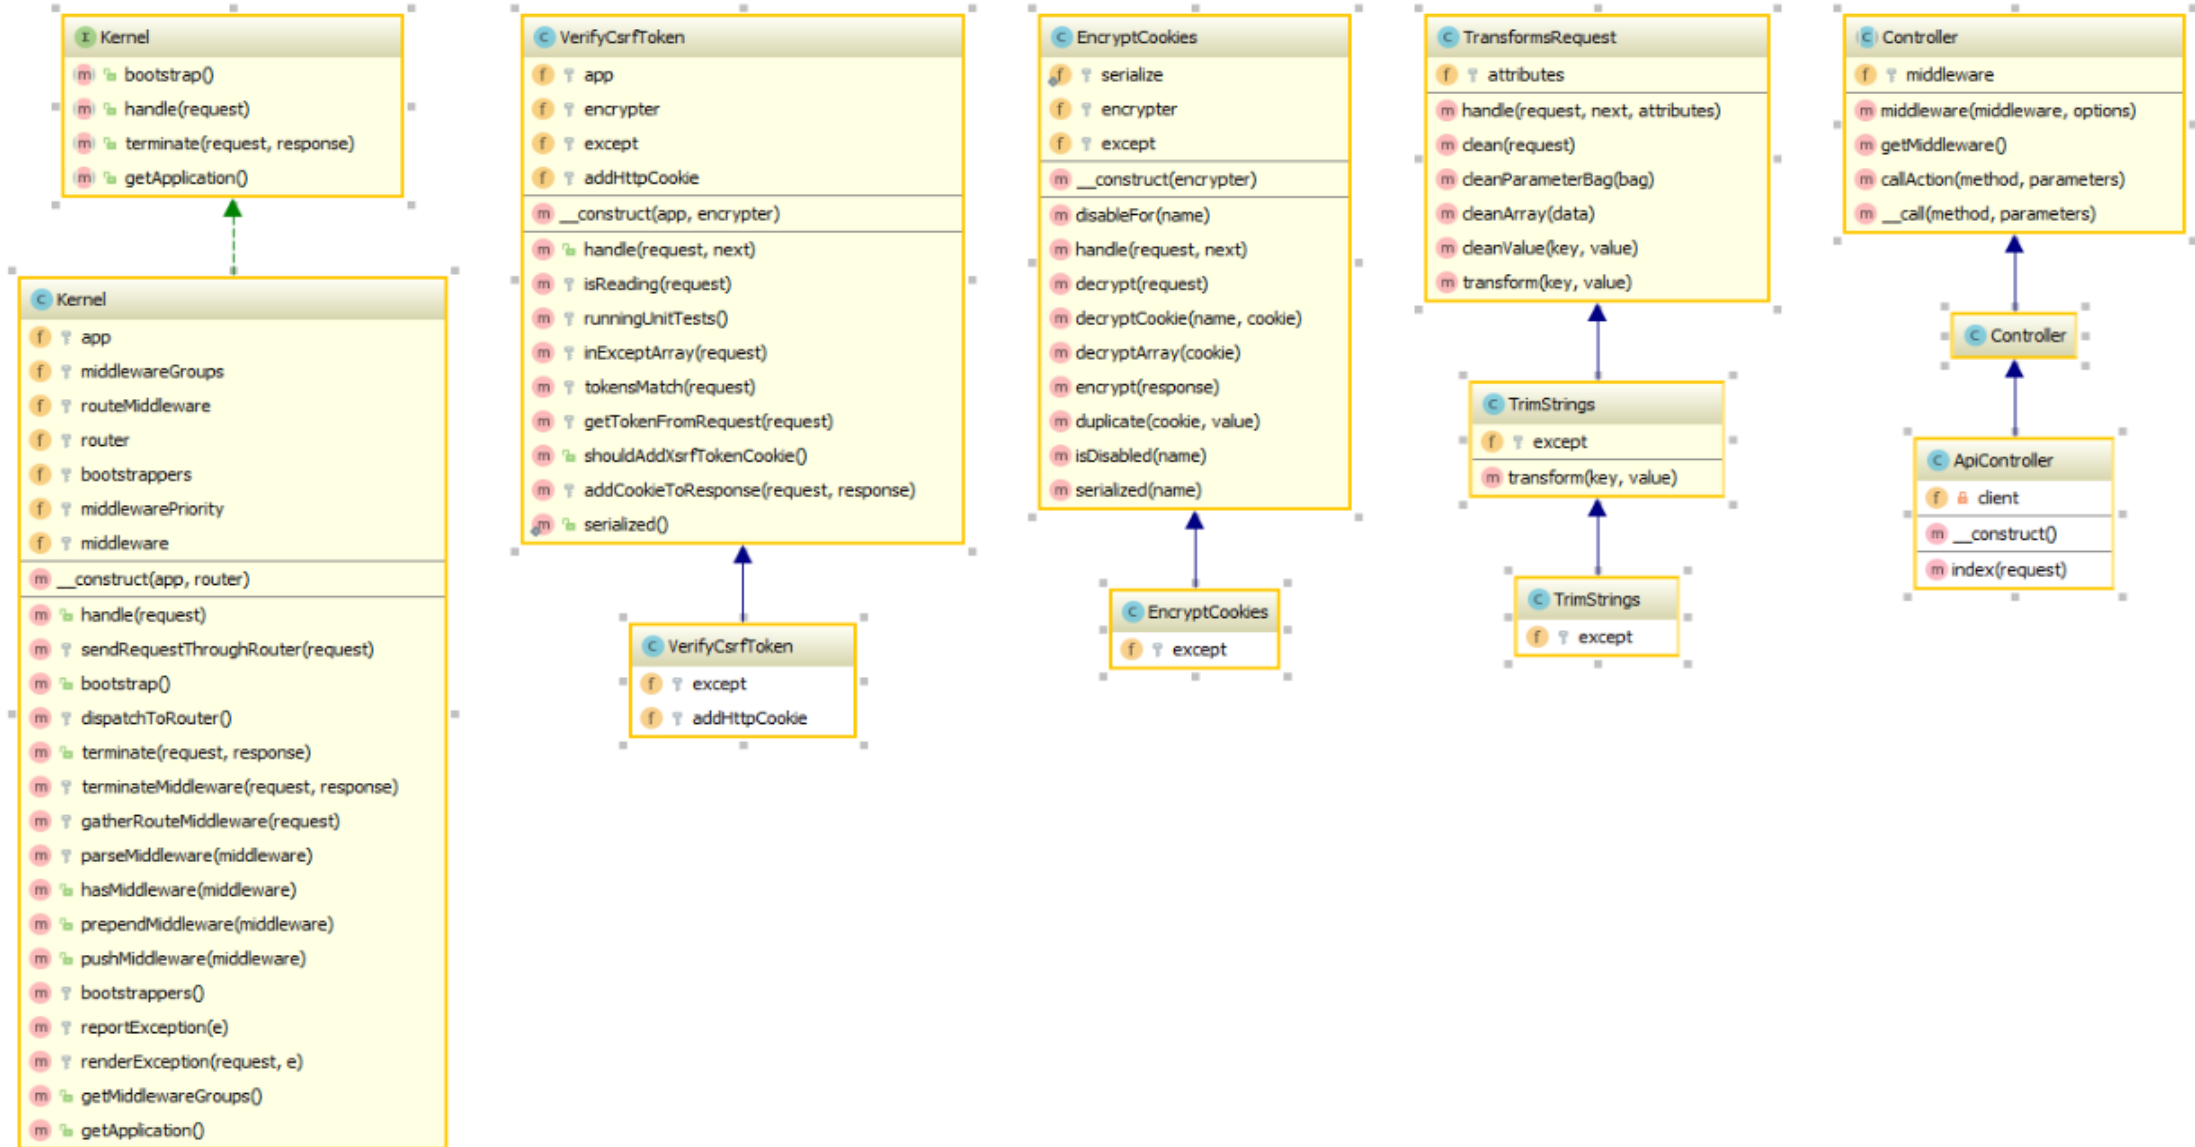 Kernel
bootstrap()
handle(request)
terminate(request, response)
getApplication()
Kernel
app
middlewareGroups
routeMiddleware
router
bootstrappers
middlewarePriority
middleware
__construct(app, router)
handle(request)
sendRequestThroughRouter(request)
bootstrap()
dispatchToRouter()
terminate(request, response)
terminateMiddleware(request, response)
gatherRouteMiddleware(request)
parseMiddleware(middleware)
hasMiddleware(middleware)
prependMiddleware(middleware)
pushMiddleware(middleware)
bootstrappers()
reportException(e)
renderException(request, e)
getMiddlewareGroups()
getApplication()
VerifyCsrfToken
app
encrypter
except
addHttpCookie
__construct(app, encrypter)
handle(request, next)
isReading(request)
runningUnitTests()
inExceptArray(request)
tokensMatch(request)
getTokenFromRequest(request)
shouldAddXsrfTokenCookie()
addCookieToResponse(request, response)
serialized()
VerifyCsrfToken
except
addHttpCookie
EncryptCookies
serialize
encrypter
except
__construct(encrypter)
disableFor(name)
handle(request, next)
decrypt(request)
decryptCookie(name, cookie)
decryptArray(cookie)
encrypt(response)
duplicate(cookie, value)
isDisabled(name)
serialized(name)
EncryptCookies
except
TransformsRequest
attributes
handle(request, next, attributes)
clean(request)
cleanParameterBag(bag)
cleanArray(data)
cleanValue(key, value)
transform(key, value)
TrimStrings
except
transform(key, value)
TrimStrings
except
Controller
middleware
middleware(middleware, options)
getMiddleware()
callAction(method, parameters)
__call(method, parameters)
Controller
ApiController
client
__construct()
index(request)